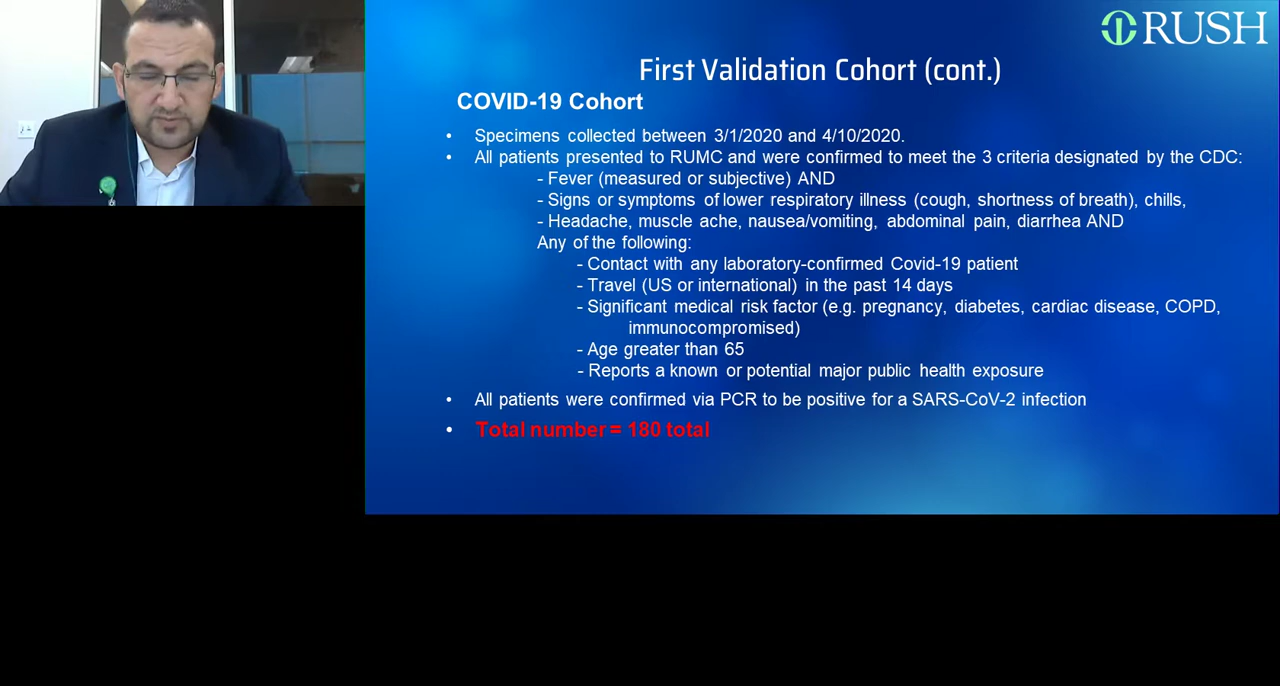 RUSH
First Validation Cohort (cont.)
COVID-19 Cohort
• Specimens collected between 3/1/2020 and 4/10/2020.
• All patients presented to RUMC and were confirmed to meet the 3 criteria designated by the CDC:
- Fever (measured or subjective) AND
- Signs or symptoms of lower respiratory illness (cough, shortness of breath), chills,
- Headache, muscle ache, nausea/vomiting, abdominal pain, diarrhea AND
Any of the following:
- Contact with any laboratory-confirmed Covid-19 patient
- Travel (US or international) in the past 14 days
- Significant medical risk factor (e.g. pregnancy, diabetes, cardiac disease, COPD,
immunocompromised)
- Age greater than 65
- Reports a known or potential major public health exposure
• All patients were confirmed via PCR to be positive for a SARS-CoV-2 infection
• Total number = 180 total